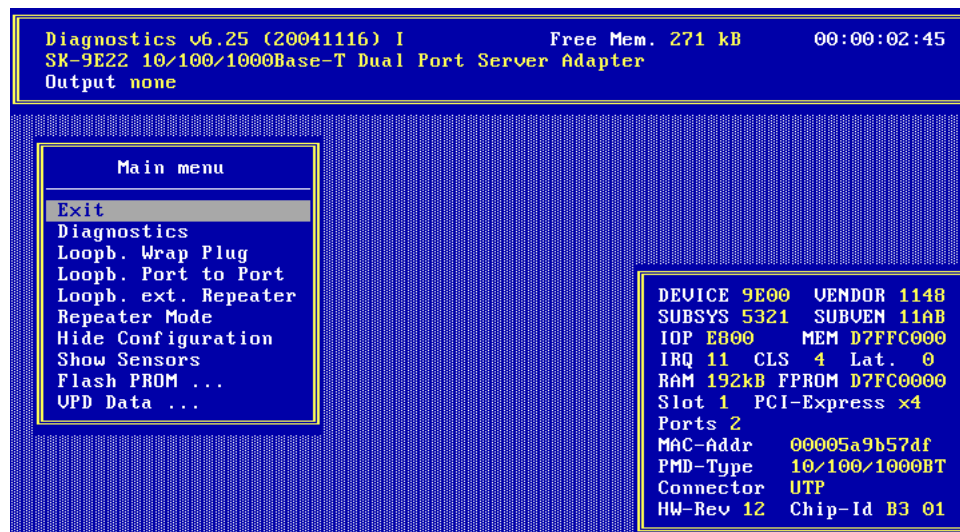 Diagnostics v6.25 (20041116) I Free Mem. 271 kB 00:00:02:45
SK-9E22 10/100/1000Base-T Dual Port Server Adapter
Output none
Main menu
Exit
Diagnostics
Loopb. Wrap Plug
Loopb. Port to Port
Loopb. ext. Repeater
Repeater Mode
Hide Configuration
Show Sensors
Flash PROM ...
VPD Data ...
DEVICE 9E00 VENDOR 1148
SUBSYS 5321 SUBVEN 11AB
IOP E800 MEM D7FFC000
IRQ 11 CLS 4 Lat. 0
RAM 192kB FPROM D7FC0000
Slot 1 PCI-Express x4
Ports 2
MAC-Addr 00005a9b57df
PMD-Type 10/100/1000BT
Connector UTP
HW-Rev 12 Chip-Id B3 01